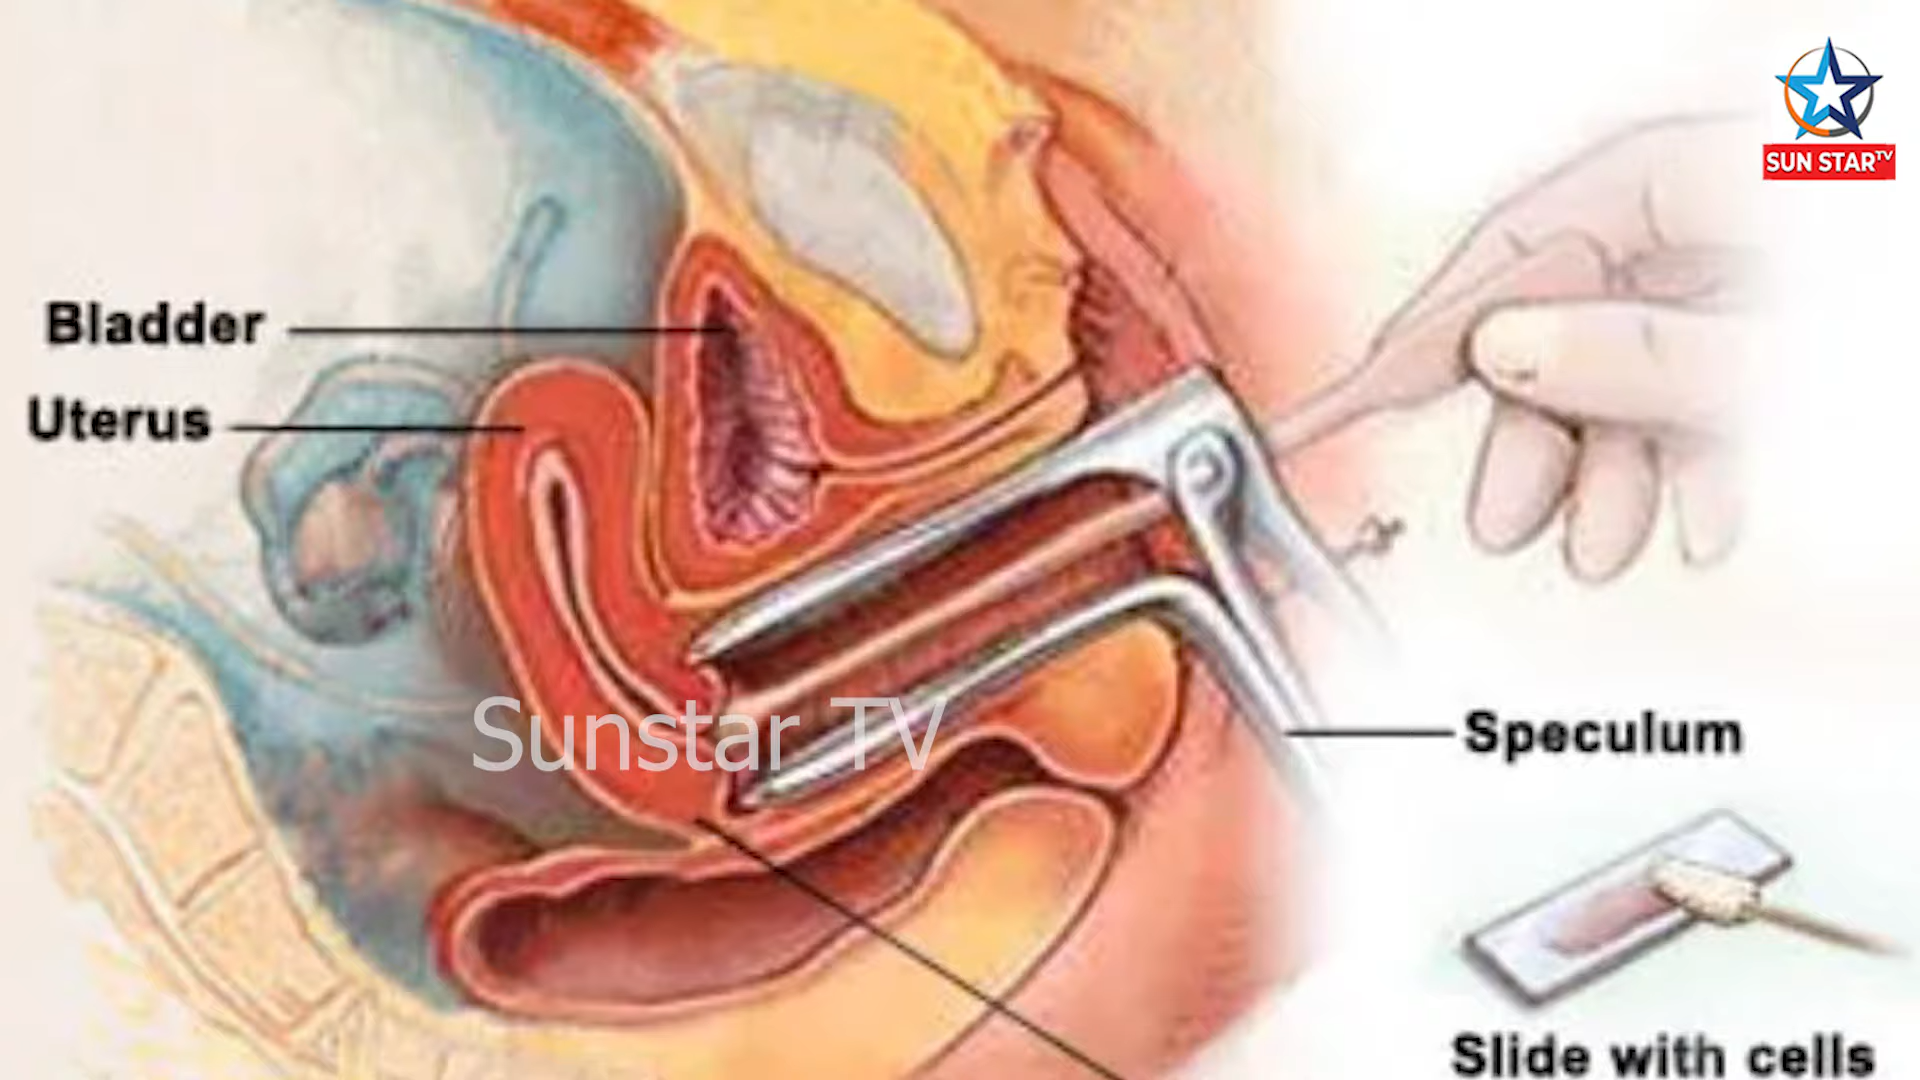 SUN STAR TV
Bladder
Uterus
Sunstar TV
Speculum
Slide with cells